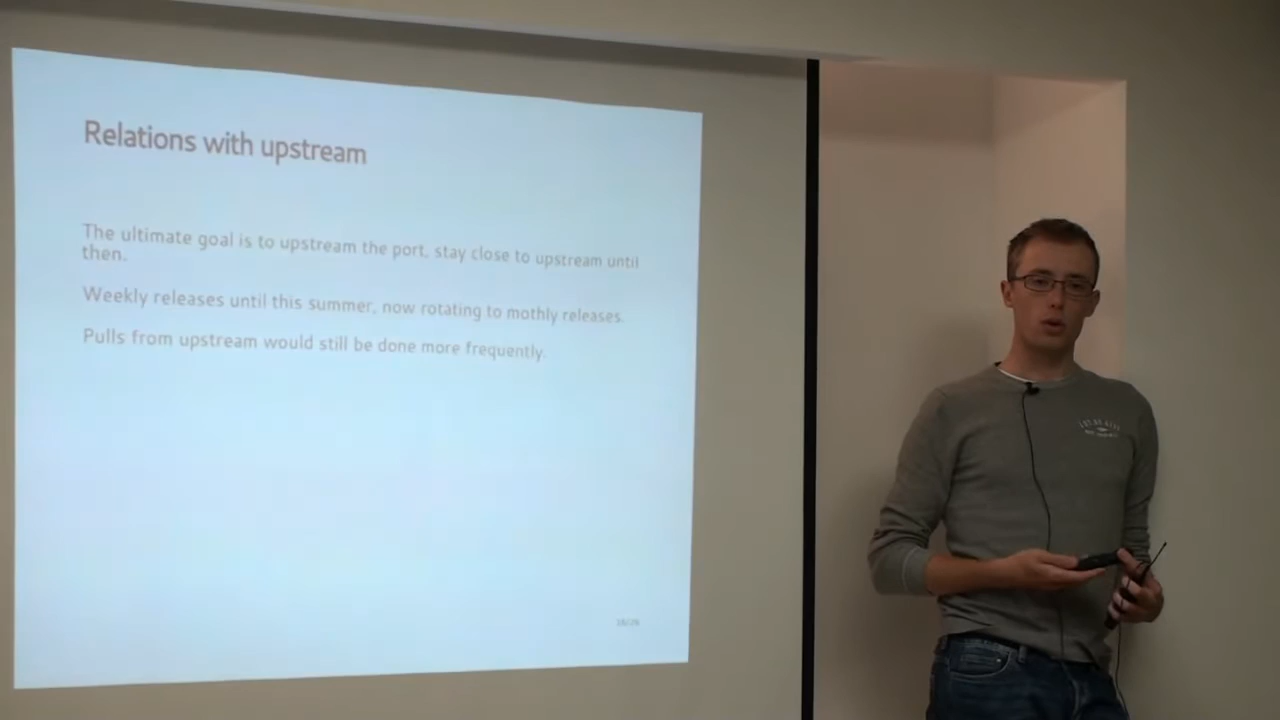 Relations with upstream
The ultimate goal is to upstream the port, stay close to upstream until
then.
Weekly releases until this summer, now rotating to mothly releases.
Pulls from upstream would still be done more frequently.